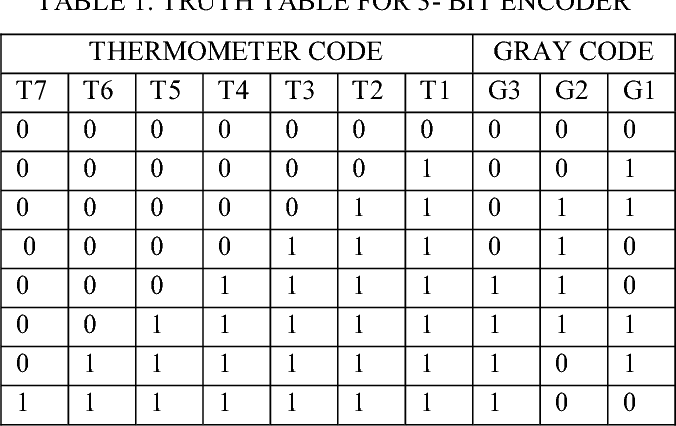 TABLE 1. TRUTH TABLE FOR 3- BIT ENCODER
THERMOMETER CODE GRAY CODE
T7 T6 T5 T4 T3 T2 T1 G3 G2 G1
0 0 0 0 0 0 0 0 0 0
0 0 0 0 0 0 1 0 0 1
0 0 0 0 0 1 1 0 1 1
0 0 0 0 1 1 1 0 1 0
0 0 0 1 1 1 1 1 1 0
0 0 1 1 1 1 1 1 1 1
0 1 1 1 1 1 1 1 0 1
1 1 1 1 1 1 1 1 0 0